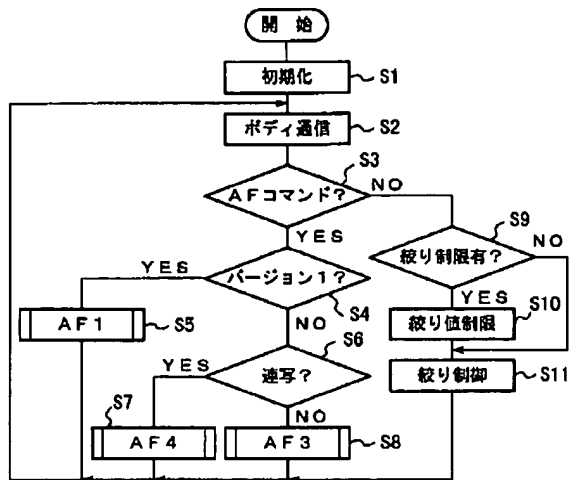 開 始
初期化
S1
ボディ通信
S2
S3
AFコマンド?
NO
YES
S9
絞り制限有?
NO
YES
バージョン1?
YES
S4
NO
S10
絞り値制限
AF1
S5
S6
連写?
YES
NO
絞り制御
S11
S7
AF4
AF3
S8